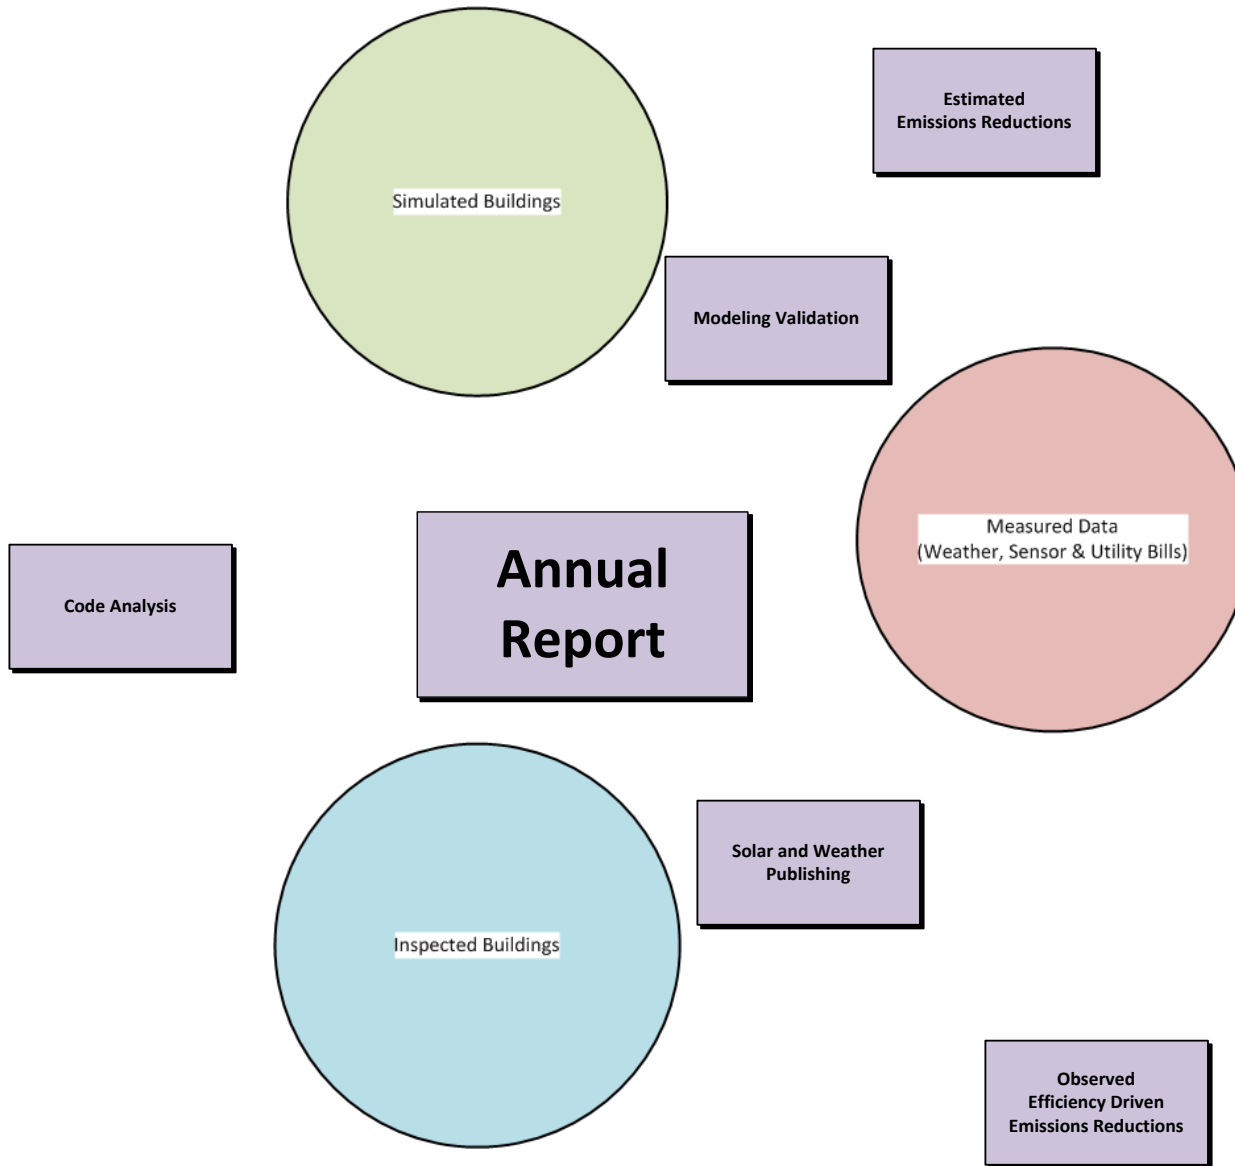 Estimated
Emissions Reductions
Simulated Buildings
Modeling Validation
Measured Data
(Weather, Sensor & Utility Bills)
Annual
Report
Code Analysis
Solar and Weather
Publishing
Inspected Buildings
Observed
Efficiency Driven
Emissions Reductions